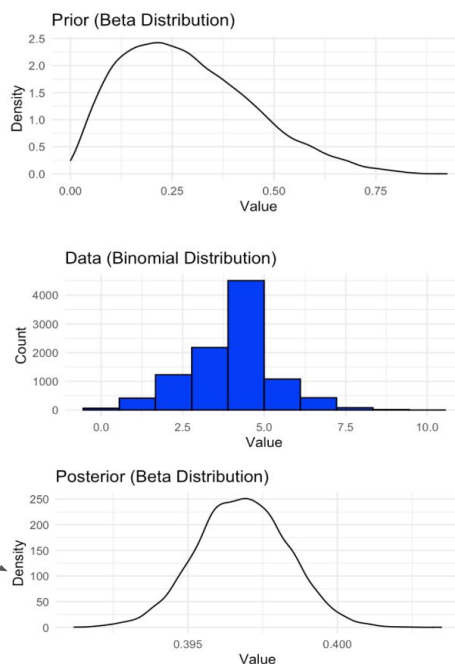 Prior (Beta Distribution)
2.5
2.0
1.5
1.0
0.5
0.0
Density
0.00 0.25 0.50 0.75
Value
Data (Binomial Distribution)
4000
3000
2000
1000
0
Count
0.0 2.5 5.0 7.5 10.0
Value
Posterior (Beta Distribution)
250
200
150
100
50
0
Density
0.395 0.400
Value